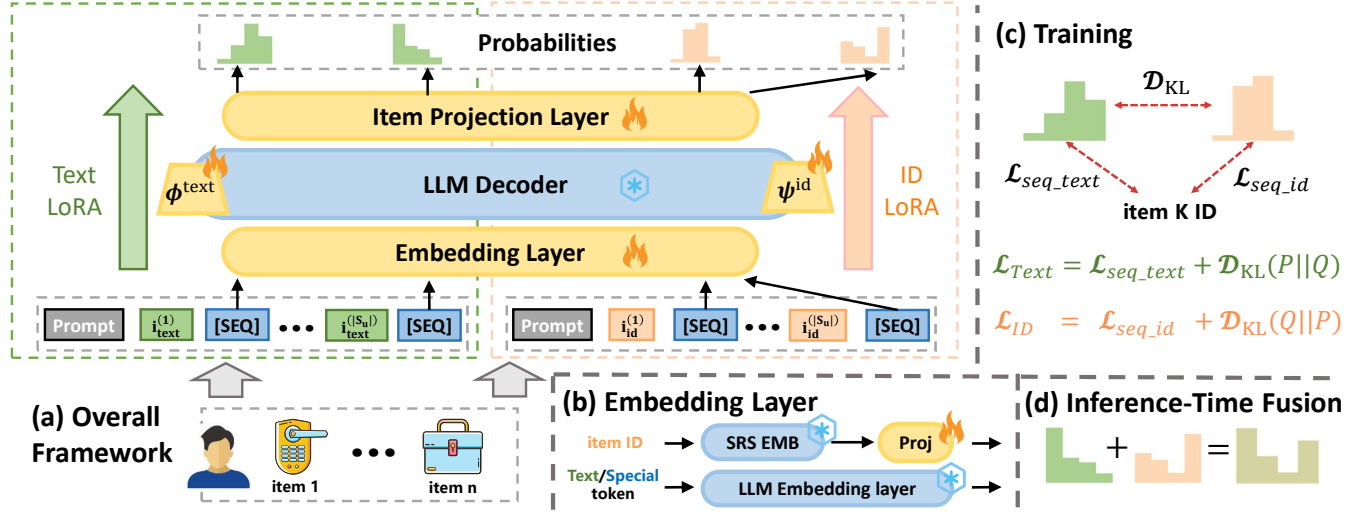 Probabilities
Item Projection Layer
Text
LoRA
ϕ^text
LLM Decoder
ψ^id
ID
LoRA
Embedding Layer
Prompt
i_text^(1)
[SEQ]
•••
i_text^(|S_u|)
[SEQ]
Prompt
i_id^(1)
[SEQ]
•••
i_id^(|S_u|)
[SEQ]
(a) Overall
Framework
item 1
•••
item n
(b) Embedding Layer
item ID
SRS EMB
Proj
Text/Special
token
LLM Embedding layer
(c) Training
𝓓_KL
𝓛_seq_text
𝓛_seq_id
item K ID
𝓛_Text = 𝓛_seq_text + 𝓓_KL(P||Q)
𝓛_ID = 𝓛_seq_id + 𝓓_KL(Q||P)
(d) Inference-Time Fusion
+ =